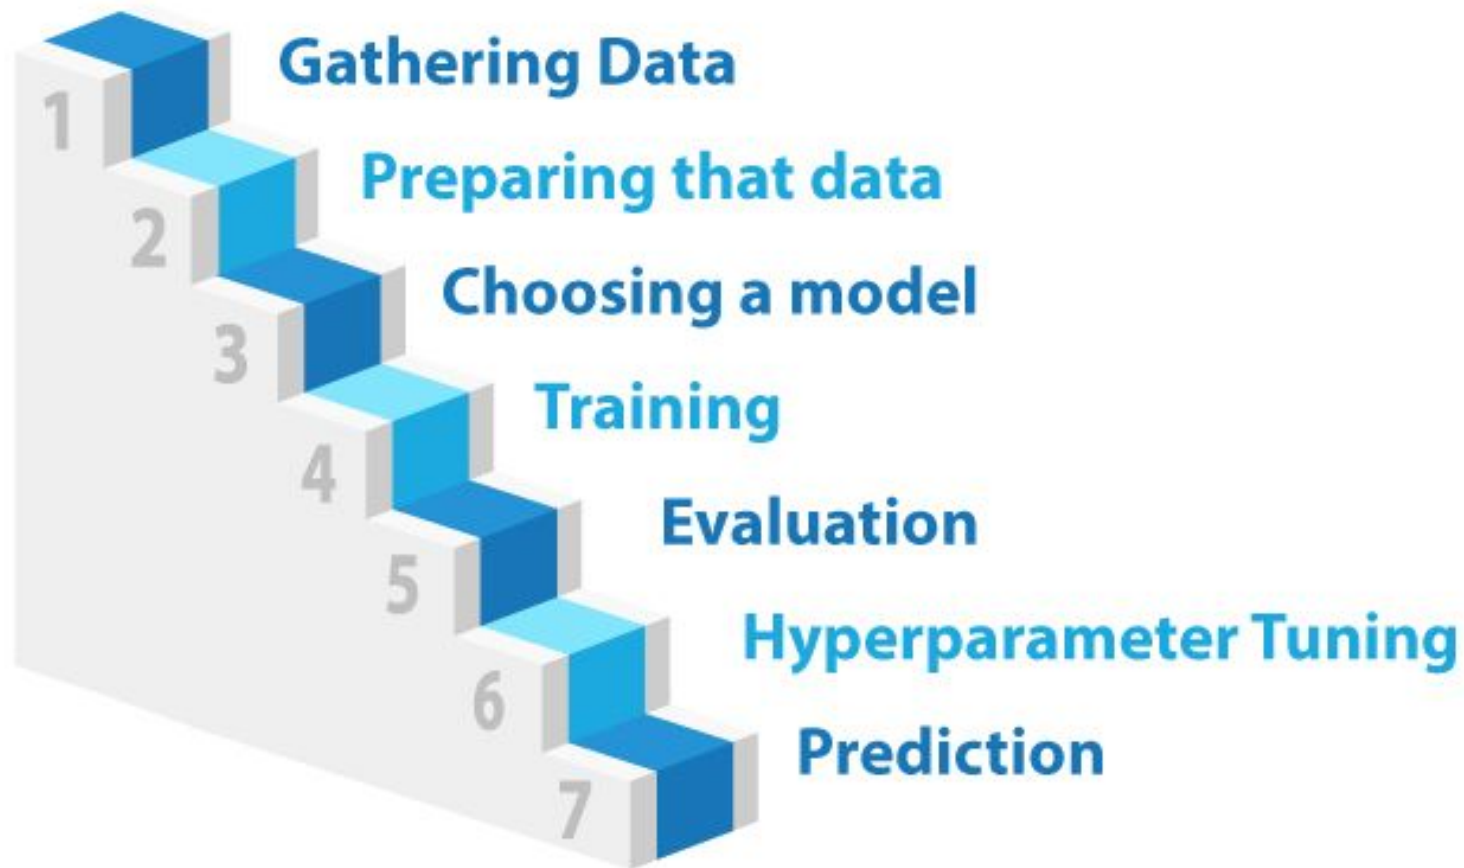 1 Gathering Data
2 Preparing that data
3 Choosing a model
4 Training
5 Evaluation
6 Hyperparameter Tuning
7 Prediction